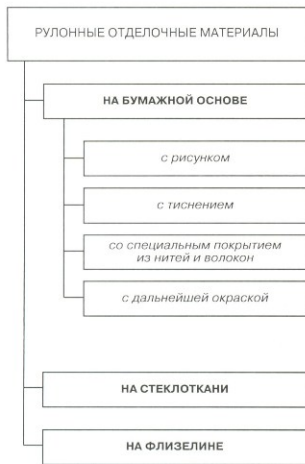 РУЛОННЫЕ ОТДЕЛОЧНЫЕ МАТЕРИАЛЫ
НА БУМАЖНОЙ ОСНОВЕ
с рисунком
с тиснением
со специальным покрытием
из нитей и волокон
с дальнейшей окраской
НА СТЕКЛОТКАНИ
НА ФЛИЗЕЛИНЕ